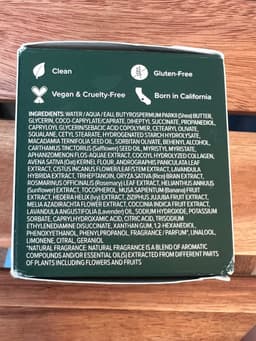 Clean
Gluten-Free
Vegan & Cruelty-Free
Born in California
INGREDIENTS: WATER / AQUA / EAU, BUTYROSPERMUM PARKII (Shea) BUTTER,
GLYCERIN, COCO-CAPRYLATE/CAPRATE, DIHEPTYL SUCCINATE, PROPANEDIOL,
CAPRYLOYL GLYCERIN/SEBACIC ACID COPOLYMER, CETEARYL OLIVATE,
SQUALANE, CETYL STEARATE, HYDROGENATED STARCH HYDROLYSATE,
MACADAMIA TERNIFOLIA SEED OIL, SORBITAN OLIVATE, BEHENYL ALCOHOL,
CARTHAMUS TINCTORIUS (Safflower) SEED OIL, MYRISTYL MYRISTATE,
APHANIZOMENON FLOS-AQUAE EXTRACT, COCOYL HYDROLYZED COLLAGEN,
AVENA SATIVA (Oat) KERNEL FLOUR, ANDROGRAPHIS PANICULATA LEAF
EXTRACT, CISTUS INCANUS FLOWER/LEAF/STEM EXTRACT, LAVANDULA
HYBRIDA EXTRACT, TRIHEPTANOIN, ORYZA SATIVA (Rice) BRAN EXTRACT,
ROSMARINUS OFFICINALIS (Rosemary) LEAF EXTRACT, HELIANTHUS ANNUUS
(Sunflower) EXTRACT, TOCOPHEROL, MUSA SAPIENTUM (Banana) FRUIT
EXTRACT, HEDERA HELIX (Ivy) EXTRACT, ZIZIPHUS JUJUBA FRUIT EXTRACT,
MELIA AZADIRACHTA FLOWER EXTRACT, COCCINIA INDICA FRUIT EXTRACT,
LAVANDULA ANGUSTIFOLIA (Lavender) OIL, SODIUM HYDROXIDE, POTASSIUM
SORBATE, CAPRYLHYDROXAMIC ACID, CITRIC ACID, TRISODIUM
ETHYLENEDIAMINE DISUCCINATE, XANTHAN GUM, 1,2-HEXANEDIOL,
PHENOXYETHANOL, PHENYLPROPANOL, FRAGRANCE / PARFUM*, LINALOOL,
LIMONENE, CITRAL, GERANIOL
*NATURAL FRAGRANCE: NATURAL FRAGRANCE IS A BLEND OF AROMATIC
COMPOUNDS AND/OR ESSENTIAL OIL(S) EXTRACTED FROM DIFFERENT PARTS
OF PLANTS INCLUDING FLOWERS AND FRUITS